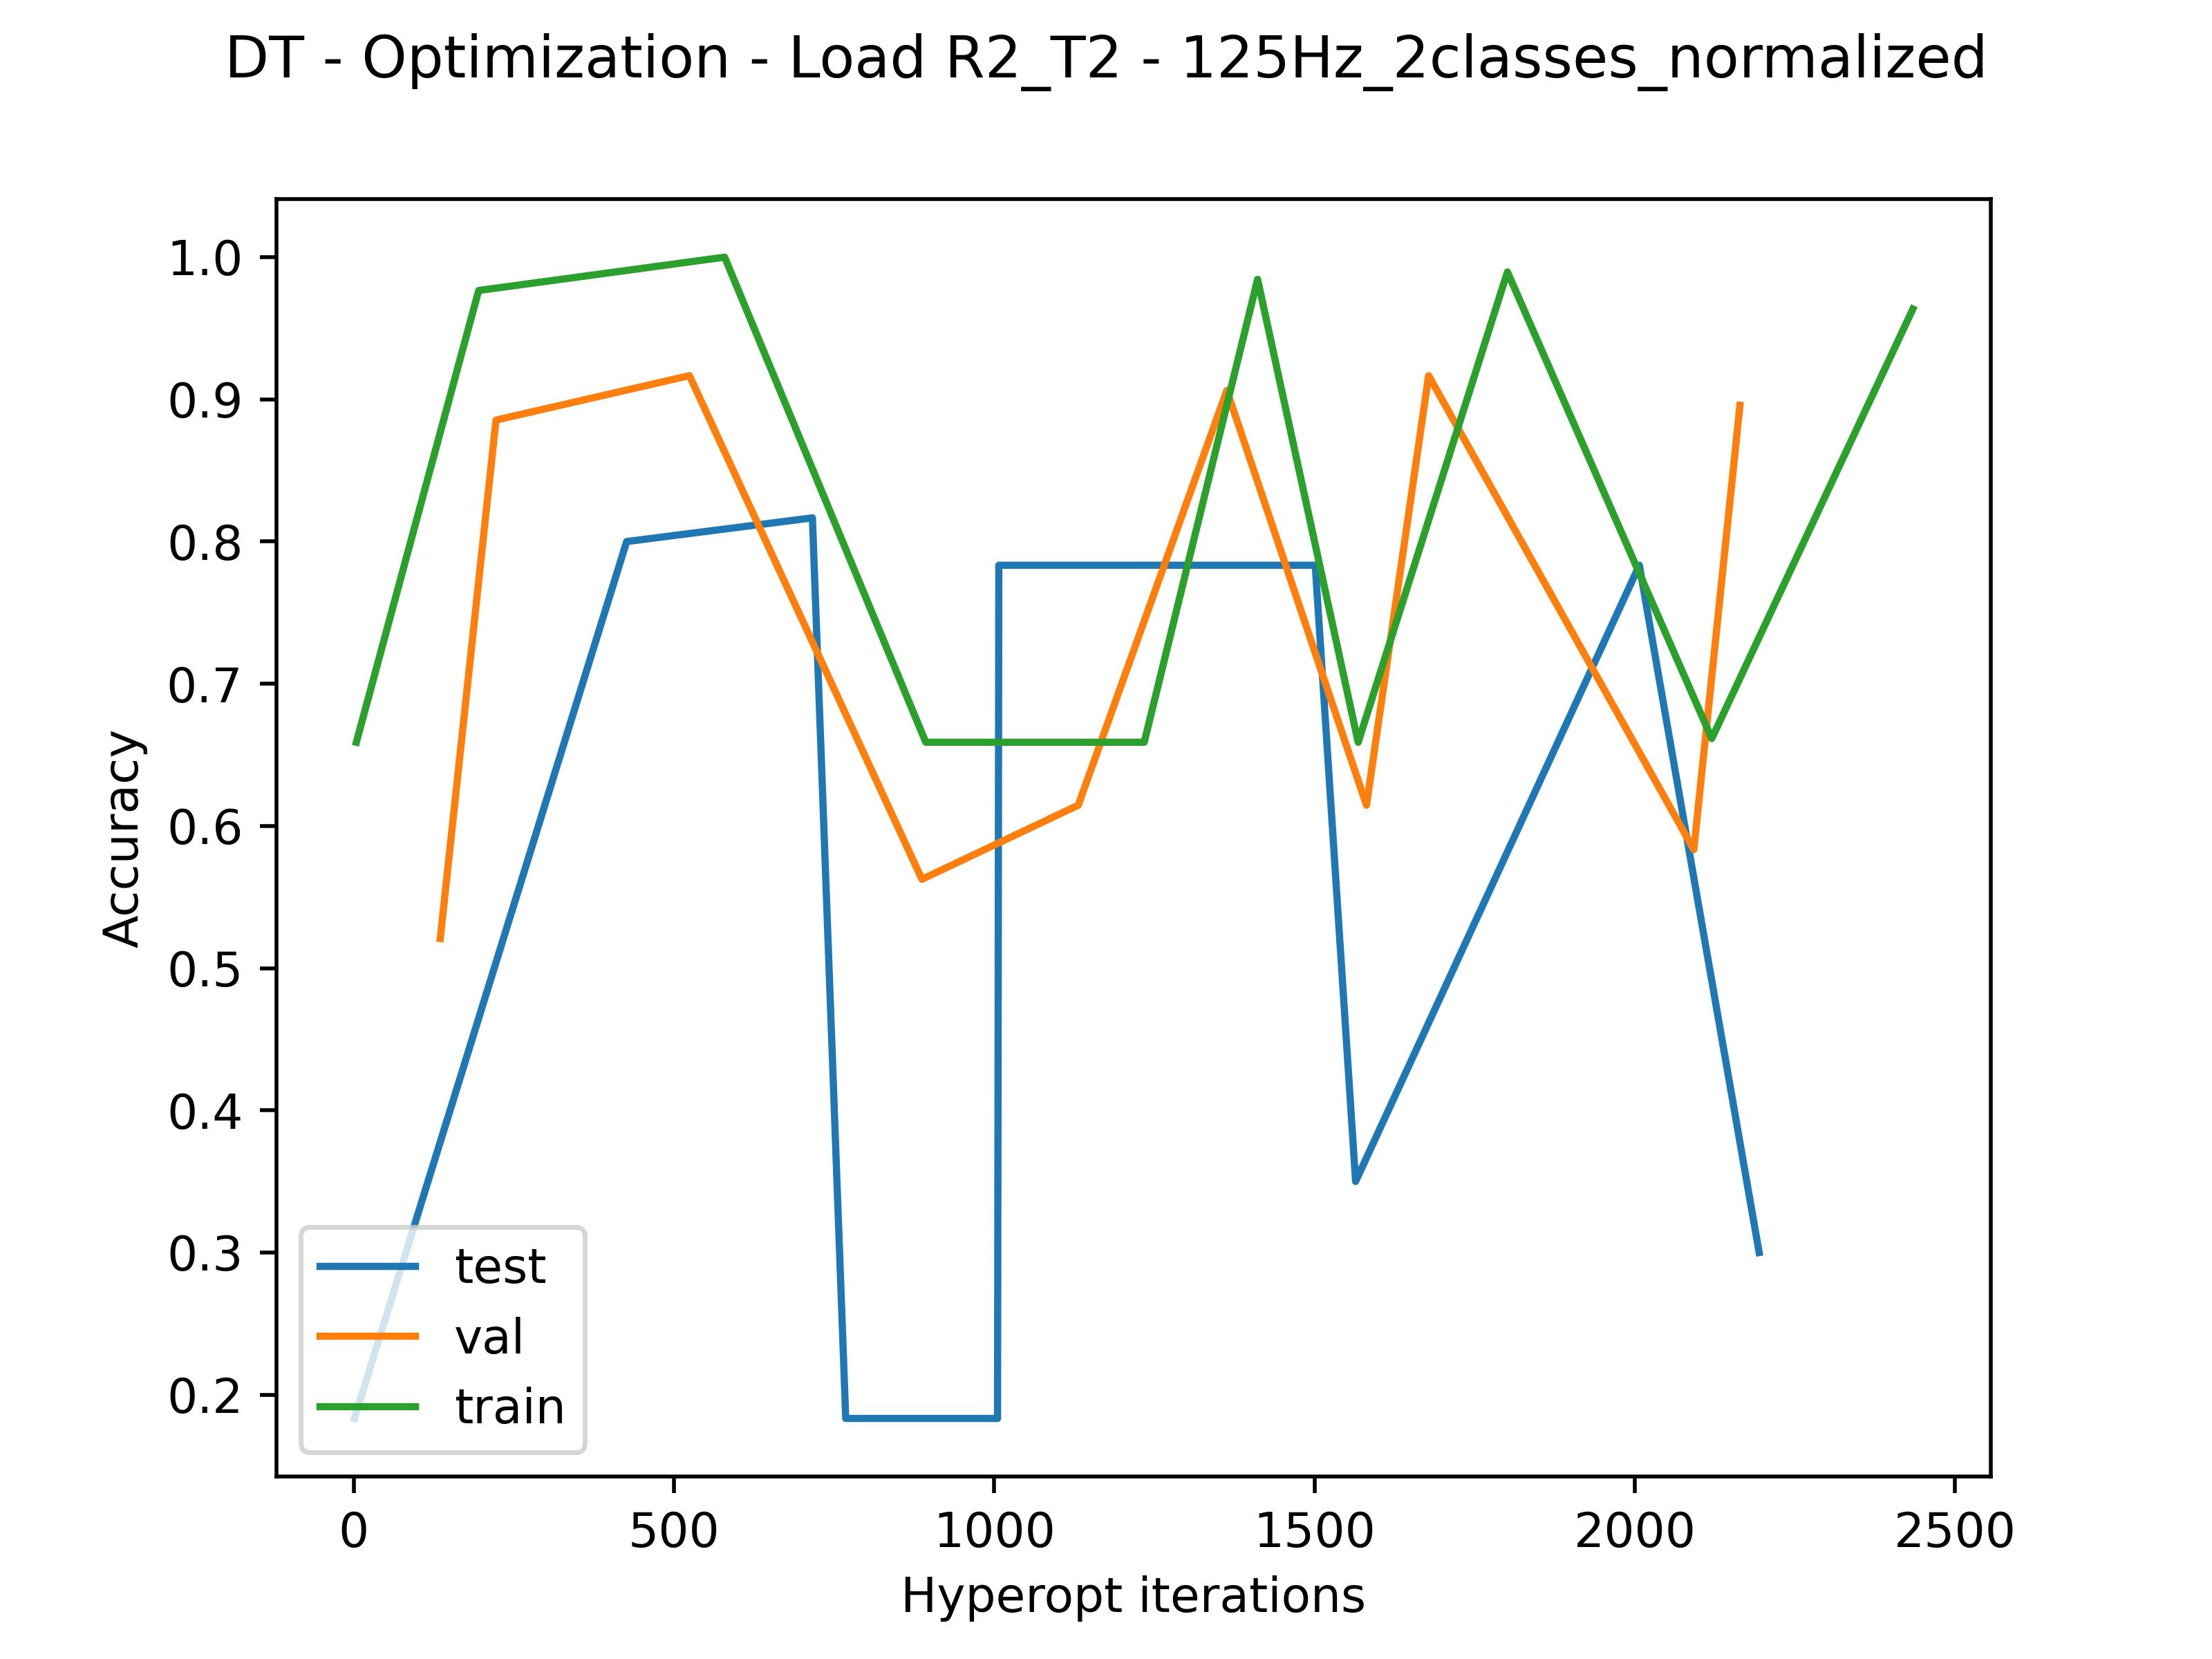 DT - Optimization - Load R2_T2 - 125Hz_2classes_normalized
1.0
0.9
0.8
0.7
0.6
0.5
0.4
0.3
0.2
Accuracy
test
val
train
0 500 1000 1500 2000 2500
Hyperopt iterations